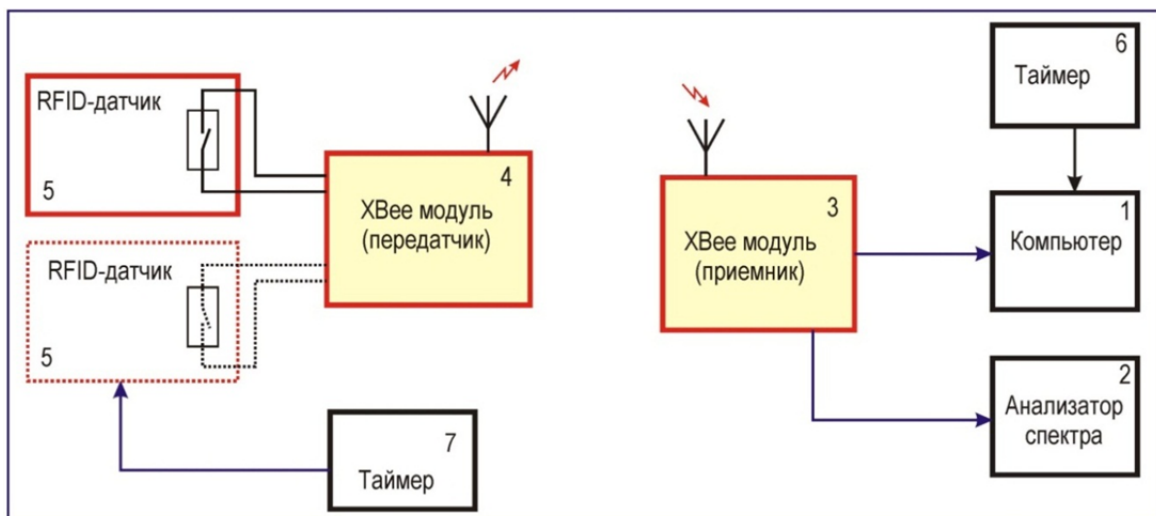 RFID-датчик
5
RFID-датчик
5
4
XBee модуль
(передатчик)
7
Таймер
3
XBee модуль
(приемник)
6
Таймер
1
Компьютер
2
Анализатор
спектра